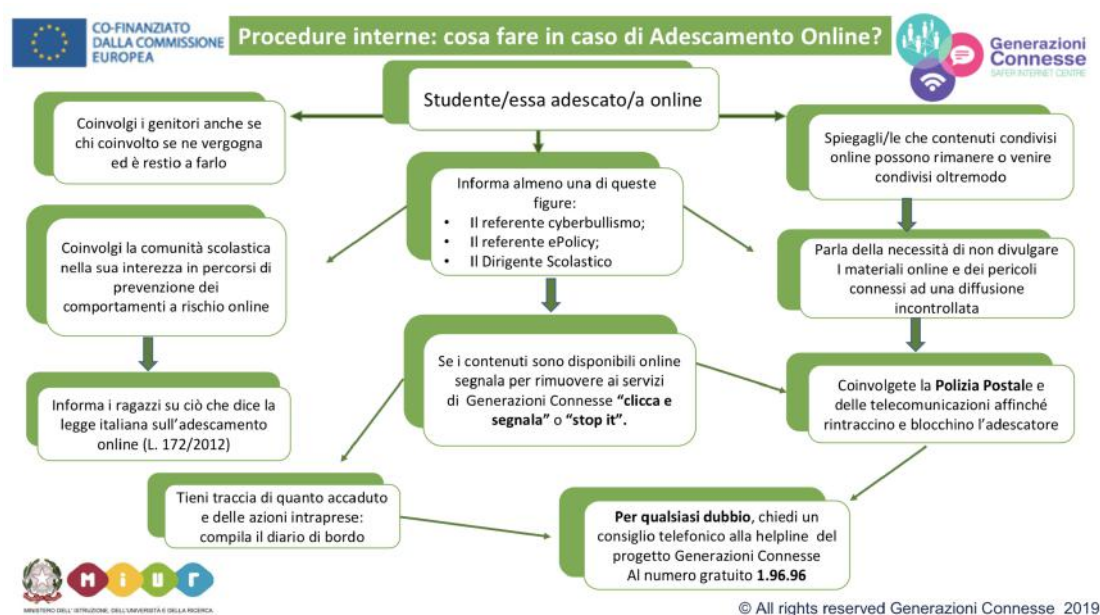 CO-FINANZIATO
DALLA COMMISSIONE
EUROPEA
Procedure interne: cosa fare in caso di Adescamento Online?
Generazioni
Connesse
SAFER INTERNET CENTRE
Studente/essa adescato/a online
Coinvolgi i genitori anche se
chi coinvolto se ne vergogna
ed è restio a farlo
Spiegagli/le che contenuti condivisi
online possono rimanere o venire
condivisi oltremodo
Informa almeno una di queste
figure:
• Il referente cyberbullismo;
• Il referente ePolicy;
• Il Dirigente Scolastico
Coinvolgi la comunità scolastica
nella sua interezza in percorsi di
prevenzione dei
comportamenti a rischio online
Parla della necessità di non divulgare
I materiali online e dei pericoli
connessi ad una diffusione
incontrollata
Se i contenuti sono disponibili online
segnala per rimuovere ai servizi
di Generazioni Connesse “clicca e
segnala” o “stop it”.
Informa i ragazzi su ciò che dice la
legge italiana sull’adescamento
online (L. 172/2012)
Coinvolgete la Polizia Postale e
delle telecomunicazioni affinché
rintraccino e blocchino l’adescatore
Tieni traccia di quanto accaduto
e delle azioni intraprese:
compila il diario di bordo
Per qualsiasi dubbio, chiedi un
consiglio telefonico alla helpline del
progetto Generazioni Connesse
Al numero gratuito 1.96.96
MIUR
MINISTERO DELL’ISTRUZIONE, DELL’UNIVERSITÀ E DELLA RICERCA
© All rights reserved Generazioni Connesse 2019